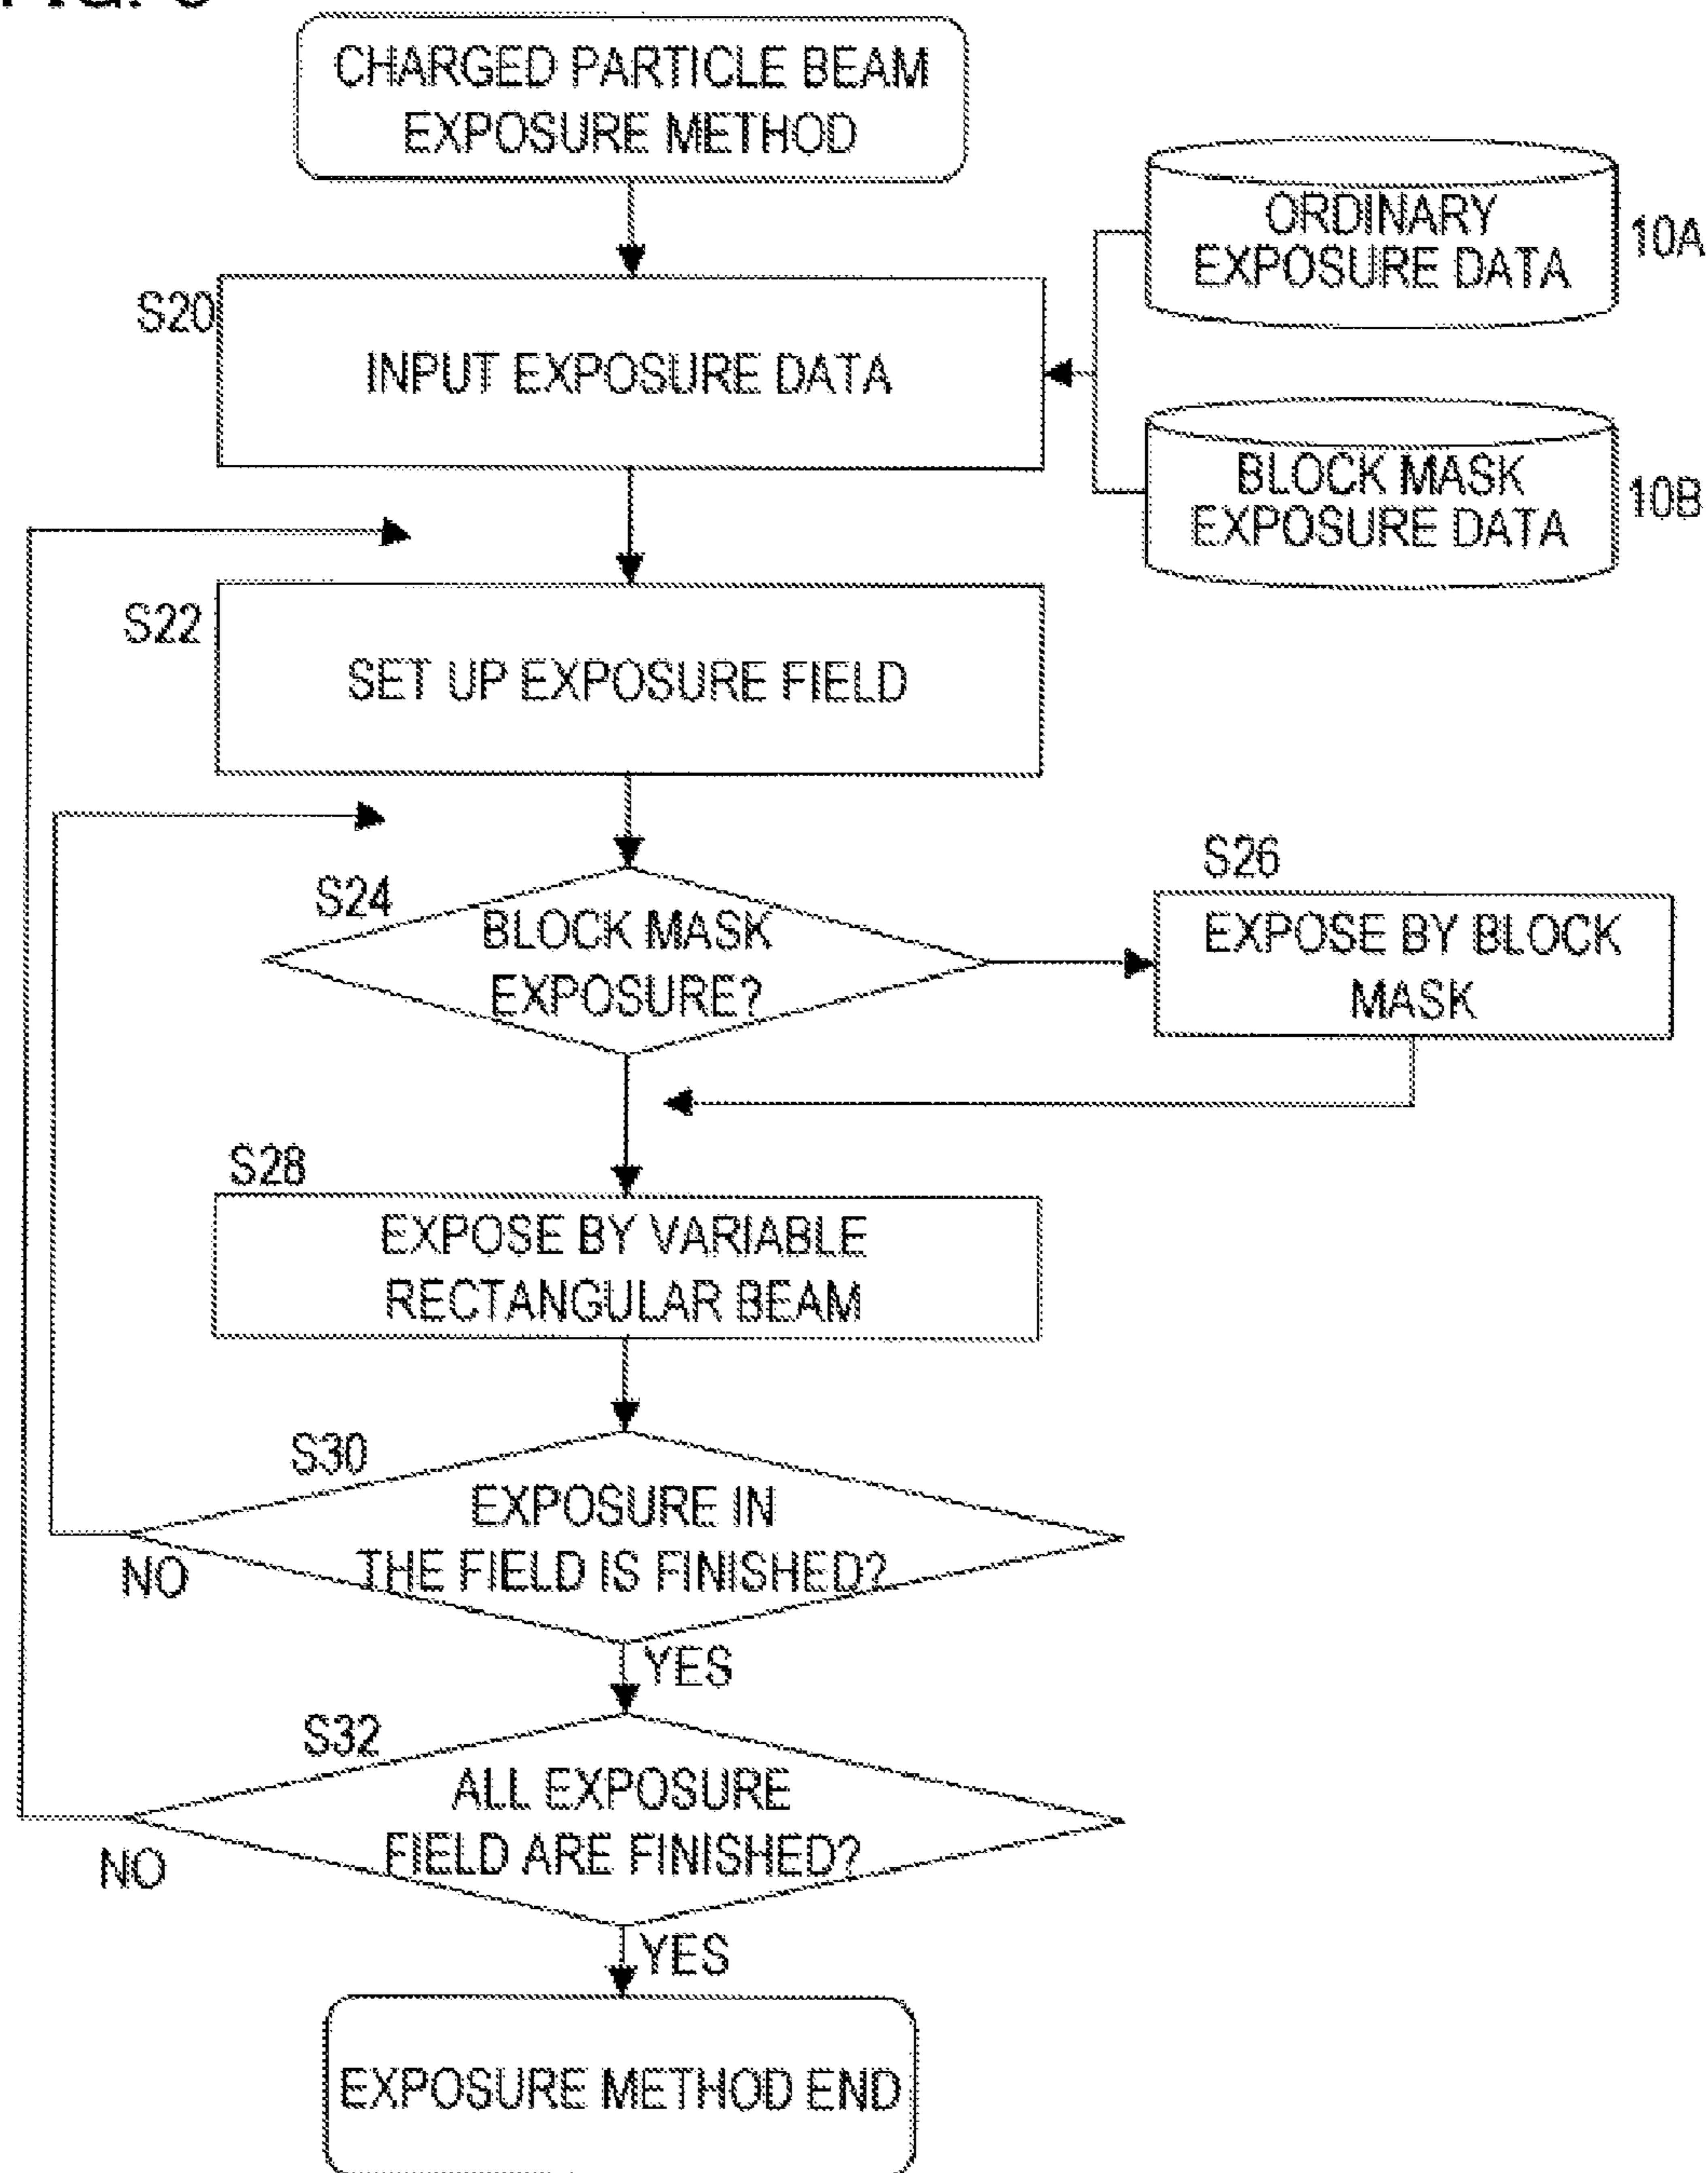 CHARGED PARTICLE BEAM
EXPOSURE METHOD
ORDINARY
EXPOSURE DATA
10A
S20
INPUT EXPOSURE DATA
BLOCK MASK
EXPOSURE DATA
10B
S22
SET UP EXPOSURE FIELD
S24
BLOCK MASK
EXPOSURE?
S26
EXPOSE BY BLOCK
MASK
S28
EXPOSE BY VARIABLE
RECTANGULAR BEAM
S30
EXPOSURE IN
THE FIELD IS FINISHED?
NO
YES
S32
ALL EXPOSURE
FIELD ARE FINISHED?
NO
YES
EXPOSURE METHOD END